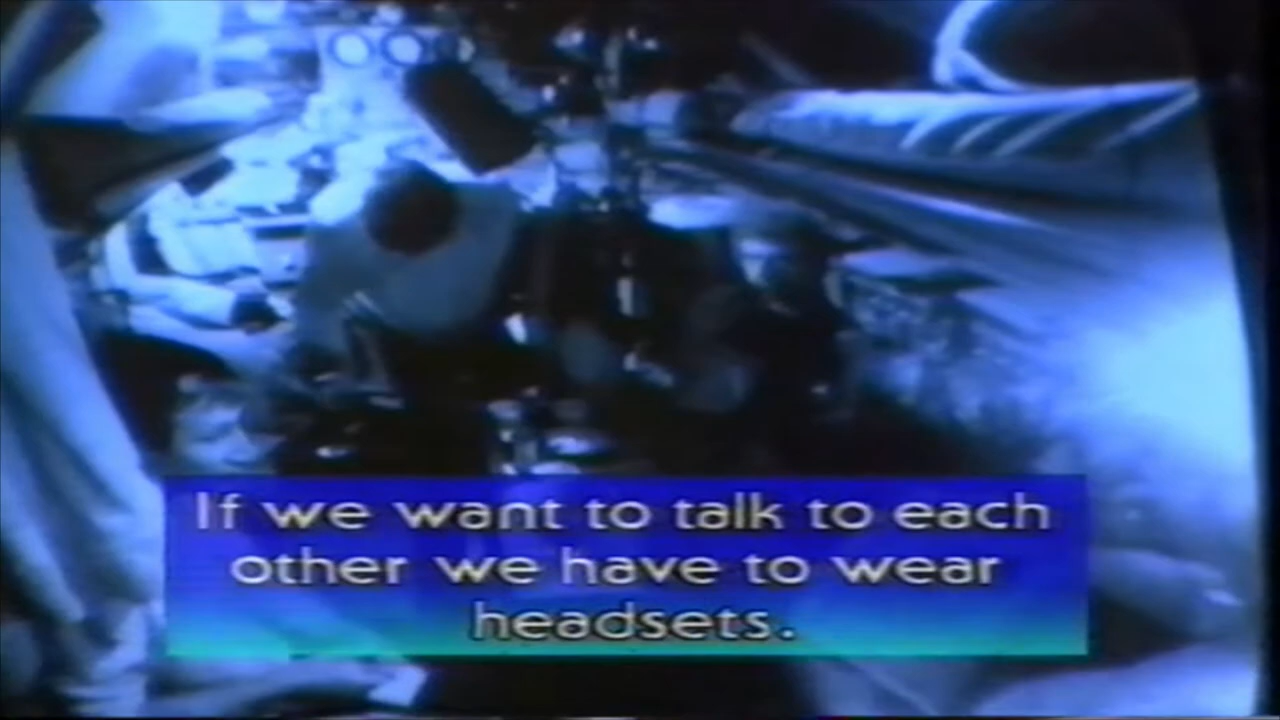 If we want to talk to each
other we have to wear
headsets.